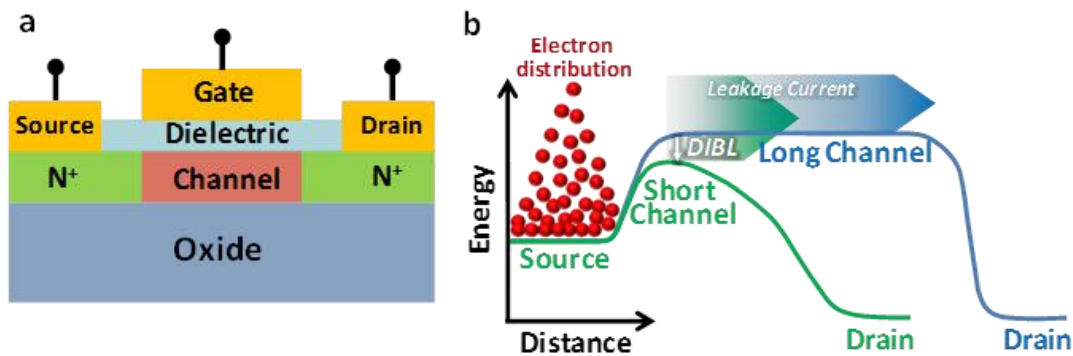 a
Gate
Source
Dielectric
Drain
N+
Channel
N+
Oxide
b
Electron
distribution
Leakage Current
DIBL
Long Channel
Short
Channel
Energy
Source
Distance
Drain
Drain